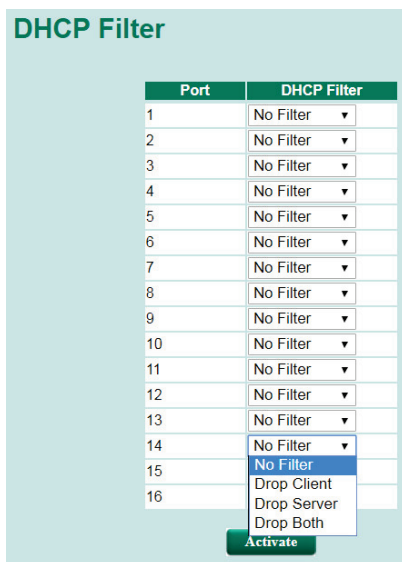 DHCP Filter
Port DHCP Filter
1 No Filter
2 No Filter
3 No Filter
4 No Filter
5 No Filter
6 No Filter
7 No Filter
8 No Filter
9 No Filter
10 No Filter
11 No Filter
12 No Filter
13 No Filter
14 No Filter
No Filter
15
Drop Client
16
Drop Server
Drop Both
Activate